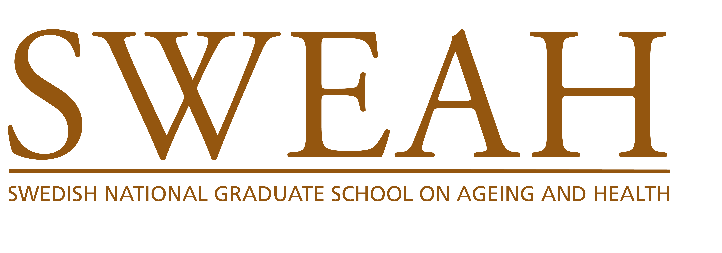 SWEAH
SWEDISH NATIONAL GRADUATE SCHOOL ON AGEING AND HEALTH